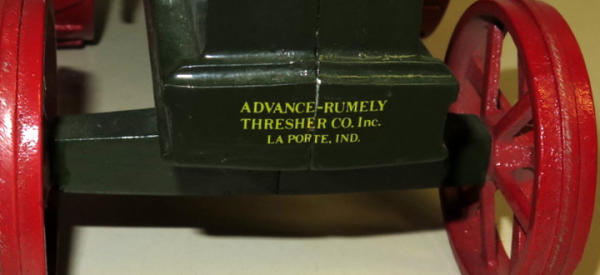 ADVANCE-RUMELY
THRESHER CO. Inc.
LA PORTE, IND.